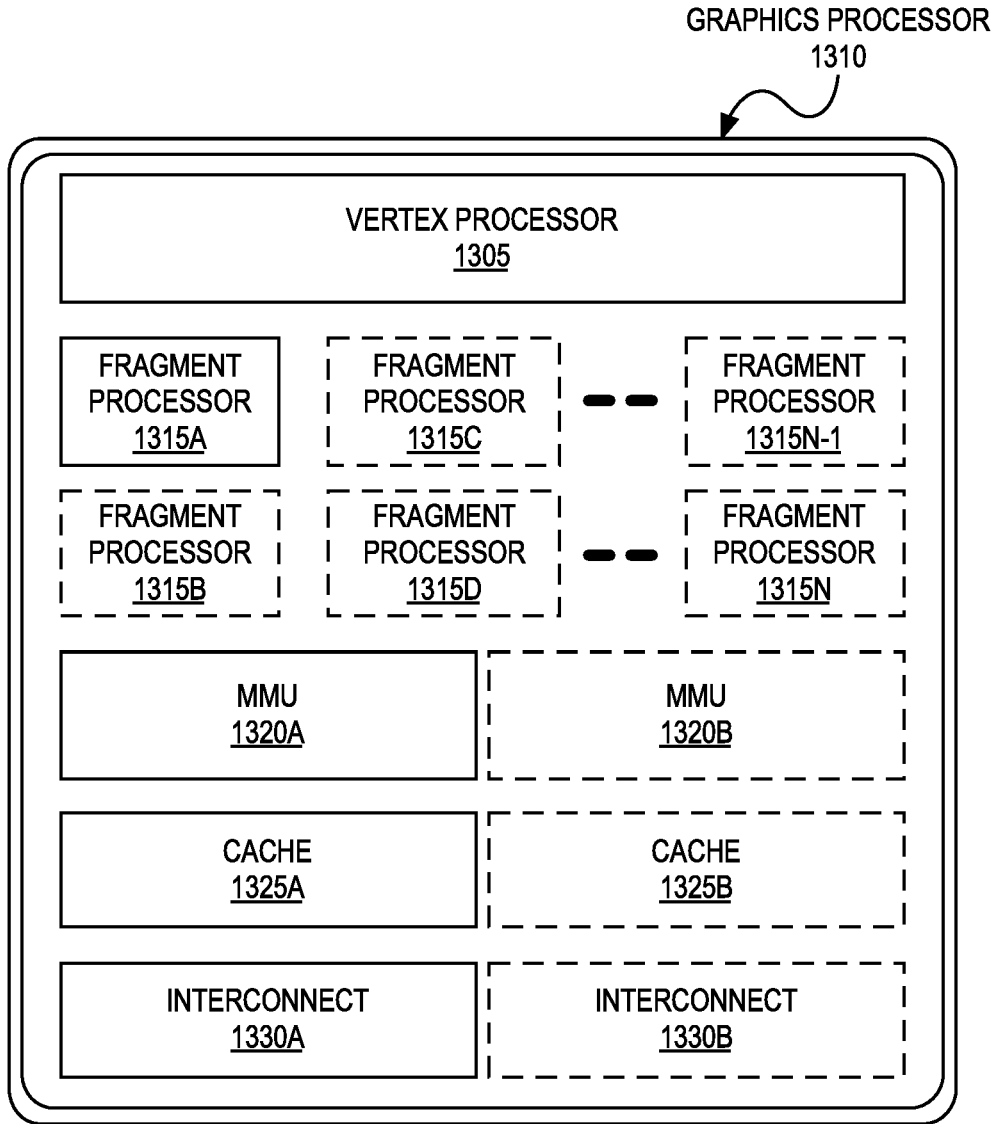 GRAPHICS PROCESSOR
1310
VERTEX PROCESSOR
1305
FRAGMENT
PROCESSOR
1315A
FRAGMENT
PROCESSOR
1315C
FRAGMENT
PROCESSOR
1315N-1
FRAGMENT
PROCESSOR
1315B
FRAGMENT
PROCESSOR
1315D
FRAGMENT
PROCESSOR
1315N
MMU
1320A
MMU
1320B
CACHE
1325A
CACHE
1325B
INTERCONNECT
1330A
INTERCONNECT
1330B